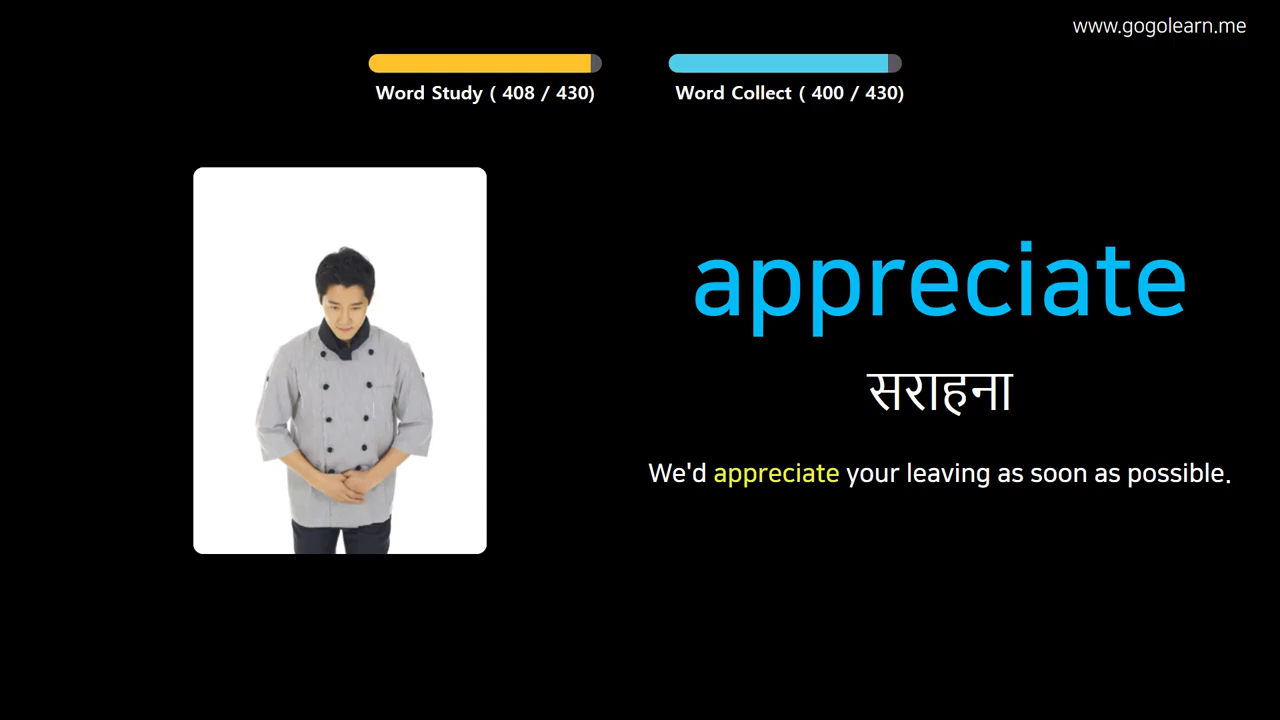 www.gogolearn.me
Word Study ( 408 / 430)
Word Collect ( 400 / 430)
appreciate
सराहना
We'd appreciate your leaving as soon as possible.